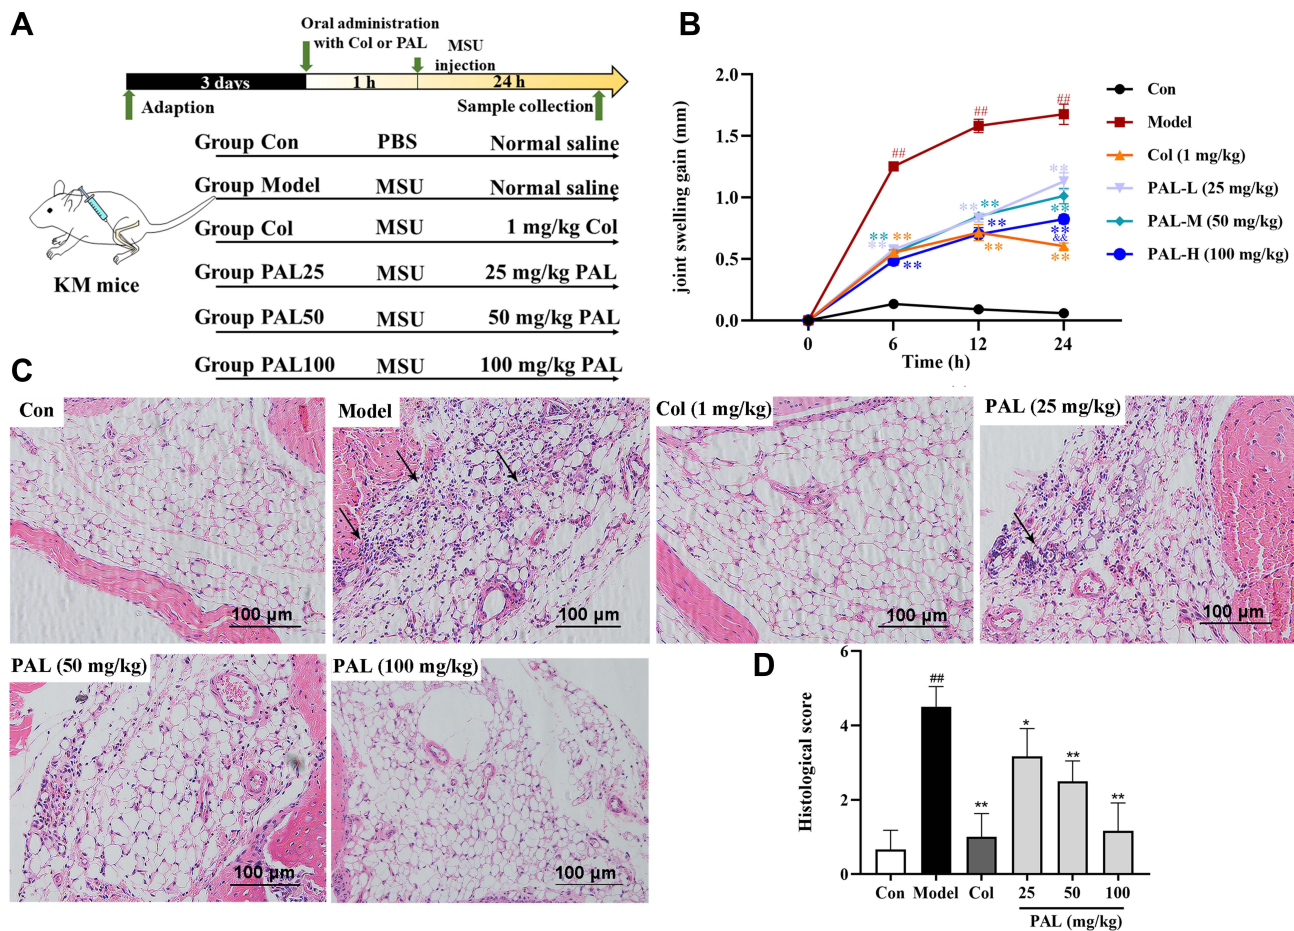 A
Oral administration
with Col or PAL
MSU
injection
3 days
1 h
24 h
Adaption
Sample collection
Group Con PBS Normal saline
Group Model MSU Normal saline
Group Col MSU 1 mg/kg Col
Group PAL25 MSU 25 mg/kg PAL
Group PAL50 MSU 50 mg/kg PAL
Group PAL100 MSU 100 mg/kg PAL
KM mice
B
joint swelling gain (mm)
2.0
1.5
1.0
0.5
0.0
0 6 12 24
Time (h)
##
##
##
**
**
**
**
**
**
**
**
**
**
**
**
**
&&
**
Con
Model
Col (1 mg/kg)
PAL-L (25 mg/kg)
PAL-M (50 mg/kg)
PAL-H (100 mg/kg)
C
Con
100 μm
Model
100 μm
Col (1 mg/kg)
100 μm
PAL (25 mg/kg)
100 μm
PAL (50 mg/kg)
100 μm
PAL (100 mg/kg)
100 μm
D
Histological score
6
4
2
0
##
**
*
**
**
Con Model Col 25 50 100
PAL (mg/kg)